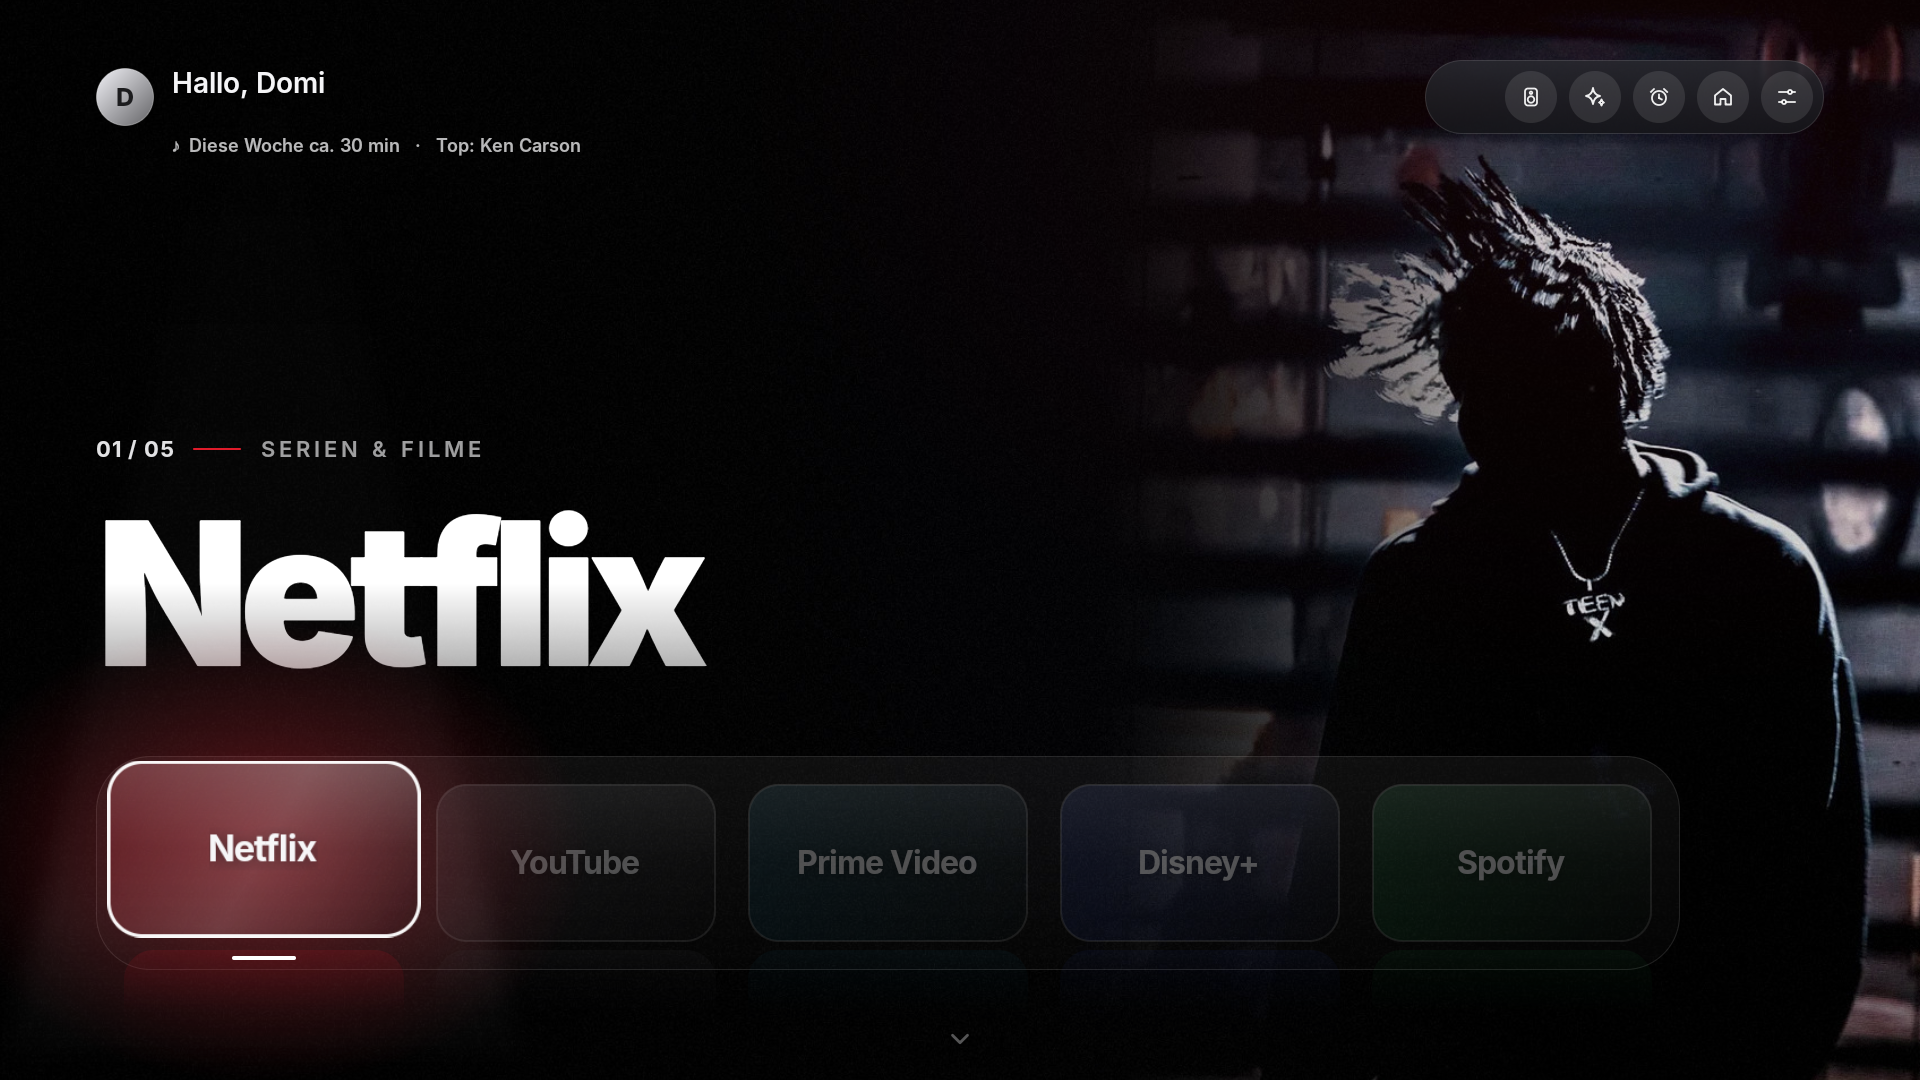 D
Hallo, Domi
♪ Diese Woche ca. 30 min · Top: Ken Carson
01 / 05 SERIEN & FILME
Netflix
TEEN
X
Netflix
YouTube
Prime Video
Disney+
Spotify